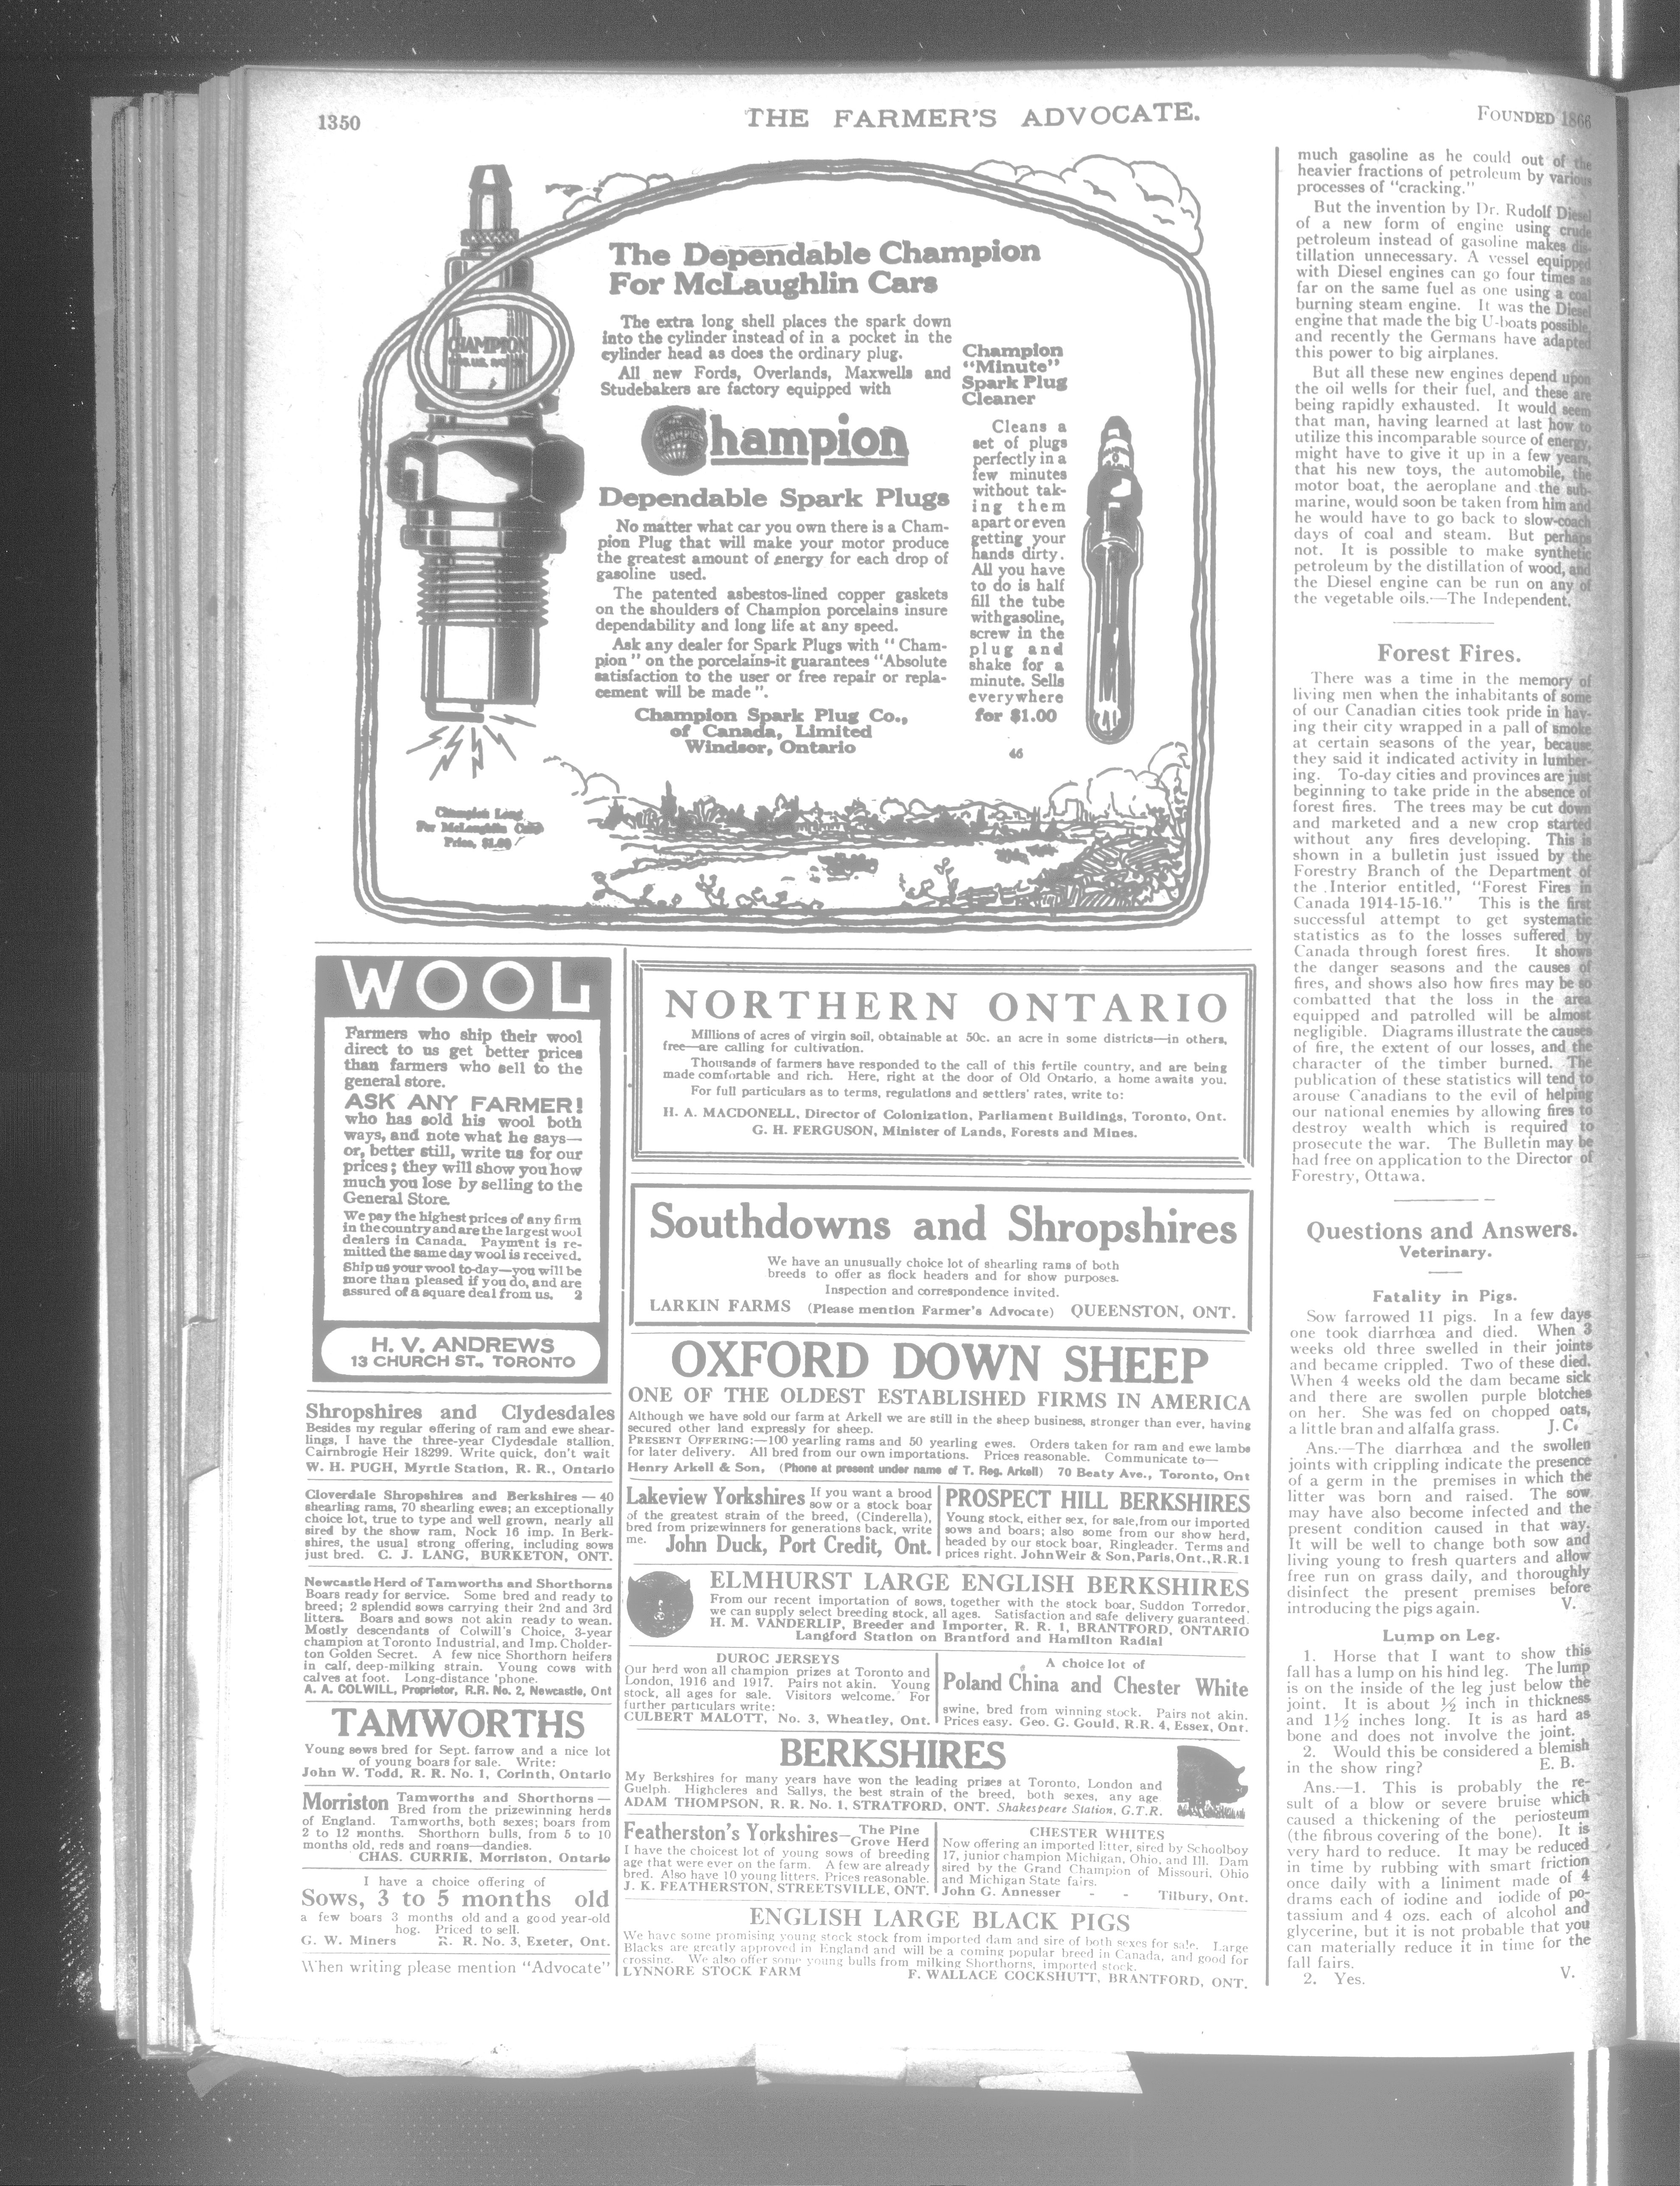 1350
THE FARMER'S ADVOCATE.
FOUNDED 1866
CHAMPION
The Dependable Champion
For McLaughlin Cars
The extra long shell places the spark down
into the cylinder instead of in a pocket in the
cylinder head as does the ordinary plug.
All new Fords, Overlands, Maxwells and
Studebakers are factory equipped with
Champion
Dependable Spark Plugs
No matter what car you own there is a Cham-
pion Plug that will make your motor produce
the greatest amount of energy for each drop of
gasoline used.
The patented asbestos-lined copper gaskets
on the shoulders of Champion porcelains insure
dependability and long life at any speed.
Ask any dealer for Spark Plugs with "Cham-
pion" on the porcelains-it guarantees "Absolute
satisfaction to the user or free repair or repla-
cement will be made".
Champion Spark Plug Co.,
of Canada, Limited
Windsor, Ontario
Champion
"Minute"
Spark Plug
Cleaner
Cleans a
set of plugs
perfectly in a
few minutes
without tak-
ing them
apart or even
getting your
hands dirty.
All you have
to do is half
fill the tube
withgasoline,
screw in the
plug and
shake for a
minute. Sells
everywhere
for $1.00
46
Champion Long
For McLaughlin Cars
Price, $1.00
WOOL
Farmers who ship their wool
direct to us get better prices
than farmers who sell to the
general store.
ASK ANY FARMER!
who has sold his wool both
ways, and note what he says—
or, better still, write us for our
prices; they will show you how
much you lose by selling to the
General Store.
We pay the highest prices of any firm
in the country and are the largest wool
dealers in Canada. Payment is re-
mitted the same day wool is received.
Ship us your wool to-day—you will be
more than pleased if you do, and are
assured of a square deal from us. 2
H. V. ANDREWS
13 CHURCH ST., TORONTO
Shropshires and Clydesdales
Besides my regular offering of ram and ewe shear-
lings, I have the three-year Clydesdale stallion,
Cairnbrogie Heir 18299. Write quick, don't wait
W. H. PUGH, Myrtle Station, R. R., Ontario
Cloverdale Shropshires and Berkshires — 40
shearling rams, 70 shearling ewes; an exceptionally
choice lot, true to type and well grown, nearly all
sired by the show ram, Nock 16 imp. In Berk-
shires, the usual strong offering, including sows
just bred. C. J. LANG, BURKETON, ONT.
Newcastle Herd of Tamworths and Shorthorns
Boars ready for service. Some bred and ready to
breed; 2 splendid sows carrying their 2nd and 3rd
litters. Boars and sows not akin ready to wean.
Mostly descendants of Colwill's Choice, 3-year
champion at Toronto Industrial, and Imp. Cholder-
ton Golden Secret. A few nice Shorthorn heifers
in calf, deep-milking strain. Young cows with
calves at foot. Long-distance 'phone.
A. A. COLWILL, Proprietor, R.R. No. 2, Newcastle, Ont
TAMWORTHS
Young sows bred for Sept. farrow and a nice lot
of young boars for sale. Write:
John W. Todd, R. R. No. 1, Corinth, Ontario
Morriston Tamworths and Shorthorns—
Bred from the prizewinning herds
of England. Tamworths, both sexes; boars from
2 to 12 months. Shorthorn bulls, from 5 to 10
months old, reds and roans—dandies.
CHAS. CURRIE, Morriston, Ontario
I have a choice offering of
Sows, 3 to 5 months old
a few boars 3 months old and a good year-old
hog. Priced to sell.
G. W. Miners R. R. No. 3, Exeter, Ont.
When writing please mention "Advocate"
NORTHERN ONTARIO
Millions of acres of virgin soil, obtainable at 50c. an acre in some districts—in others,
free—are calling for cultivation.
Thousands of farmers have responded to the call of this fertile country, and are being
made comfortable and rich. Here, right at the door of Old Ontario, a home awaits you.
For full particulars as to terms, regulations and settlers' rates, write to:
H. A. MACDONELL, Director of Colonization, Parliament Buildings, Toronto, Ont.
G. H. FERGUSON, Minister of Lands, Forests and Mines.
Southdowns and Shropshires
We have an unusually choice lot of shearling rams of both
breeds to offer as flock headers and for show purposes.
Inspection and correspondence invited.
LARKIN FARMS (Please mention Farmer's Advocate) QUEENSTON, ONT.
OXFORD DOWN SHEEP
ONE OF THE OLDEST ESTABLISHED FIRMS IN AMERICA
Although we have sold our farm at Arkell we are still in the sheep business, stronger than ever, having
secured other land expressly for sheep.
PRESENT OFFERING:—100 yearling rams and 50 yearling ewes. Orders taken for ram and ewe lambs
for later delivery. All bred from our own importations. Prices reasonable. Communicate to—
Henry Arkell & Son, (Phone at present under name of T. Reg. Arkell) 70 Beaty Ave., Toronto, Ont
Lakeview Yorkshires If you want a brood
sow or a stock boar
of the greatest strain of the breed, (Cinderella),
bred from prizewinners for generations back, write
me. John Duck, Port Credit, Ont.
PROSPECT HILL BERKSHIRES
Young stock, either sex, for sale, from our imported
sows and boars; also some from our show herd,
headed by our stock boar, Ringleader. Terms and
prices right. John Weir & Son, Paris, Ont., R.R.1
ELMHURST LARGE ENGLISH BERKSHIRES
From our recent importation of sows, together with the stock boar, Suddon Torredor,
we can supply select breeding stock, all ages. Satisfaction and safe delivery guaranteed.
H. M. VANDERLIP, Breeder and Importer, R. R. 1, BRANTFORD, ONTARIO
Langford Station on Brantford and Hamilton Radial
DUROC JERSEYS
Our herd won all champion prizes at Toronto and
London, 1916 and 1917. Pairs not akin. Young
stock, all ages for sale. Visitors welcome. For
further particulars write:
CULBERT MALOTT, No. 3, Wheatley, Ont.
A choice lot of
Poland China and Chester White
swine, bred from winning stock. Pairs not akin.
Prices easy. Geo. G. Gould, R.R. 4, Essex, Ont.
BERKSHIRES
My Berkshires for many years have won the leading prizes at Toronto, London and
Guelph. Highcleres and Sallys, the best strain of the breed, both sexes, any age
ADAM THOMPSON, R. R. No. 1, STRATFORD, ONT. Shakespeare Station, G.T.R.
Featherston's Yorkshires—The Pine
Grove Herd
I have the choicest lot of young sows of breeding
age that were ever on the farm. A few are already
bred. Also have 10 young litters. Prices reasonable.
J. K. FEATHERSTON, STREETSVILLE, ONT.
CHESTER WHITES
Now offering an imported litter, sired by Schoolboy
17, junior champion Michigan, Ohio, and Ill. Dam
sired by the Grand Champion of Missouri, Ohio
and Michigan State fairs.
John G. Annesser - - Tilbury, Ont.
ENGLISH LARGE BLACK PIGS
We have some promising young stock stock from imported dam and sire of both sexes for sale. Large
Blacks are greatly approved in England and will be a coming popular breed in Canada, and good for
crossing. We also offer some young bulls from milking Shorthorns, imported stock.
LYNNORE STOCK FARM F. WALLACE COCKSHUTT, BRANTFORD, ONT.
much gasoline as he could out of the
heavier fractions of petroleum by various
processes of "cracking."
But the invention by Dr. Rudolf Diesel
of a new form of engine using crude
petroleum instead of gasoline makes dis-
tillation unnecessary. A vessel equipped
with Diesel engines can go four times as
far on the same fuel as one using a coal
burning steam engine. It was the Diesel
engine that made the big U-boats possible,
and recently the Germans have adapted
this power to big airplanes.
But all these new engines depend upon
the oil wells for their fuel, and these are
being rapidly exhausted. It would seem
that man, having learned at last how to
utilize this incomparable source of energy,
might have to give it up in a few years,
that his new toys, the automobile, the
motor boat, the aeroplane and the sub-
marine, would soon be taken from him and
he would have to go back to slow-coach
days of coal and steam. But perhaps
not. It is possible to make synthetic
petroleum by the distillation of wood, and
the Diesel engine can be run on any of
the vegetable oils.—The Independent.
Forest Fires.
There was a time in the memory of
living men when the inhabitants of some
of our Canadian cities took pride in hav-
ing their city wrapped in a pall of smoke
at certain seasons of the year, because,
they said it indicated activity in lumber-
ing. To-day cities and provinces are just
beginning to take pride in the absence of
forest fires. The trees may be cut down
and marketed and a new crop started
without any fires developing. This is
shown in a bulletin just issued by the
Forestry Branch of the Department of
the Interior entitled, "Forest Fires in
Canada 1914-15-16." This is the first
successful attempt to get systematic
statistics as to the losses suffered by
Canada through forest fires. It shows
the danger seasons and the causes of
fires, and shows also how fires may be so
combatted that the loss in the area
equipped and patrolled will be almost
negligible. Diagrams illustrate the causes
of fire, the extent of our losses, and the
character of the timber burned. The
publication of these statistics will tend to
arouse Canadians to the evil of helping
our national enemies by allowing fires to
destroy wealth which is required to
prosecute the war. The Bulletin may be
had free on application to the Director of
Forestry, Ottawa.
Questions and Answers.
Veterinary.
Fatality in Pigs.
Sow farrowed 11 pigs. In a few days
one took diarrhœa and died. When 3
weeks old three swelled in their joints
and became crippled. Two of these died.
When 4 weeks old the dam became sick
and there are swollen purple blotches
on her. She was fed on chopped oats,
a little bran and alfalfa grass. J. C.
Ans.—The diarrhœa and the swollen
joints with crippling indicate the presence
of a germ in the premises in which the
litter was born and raised. The sow
may have also become infected and the
present condition caused in that way.
It will be well to change both sow and
living young to fresh quarters and allow
free run on grass daily, and thoroughly
disinfect the present premises before
introducing the pigs again. V.
Lump on Leg.
1. Horse that I want to show this
fall has a lump on his hind leg. The lump
is on the inside of the leg just below the
joint. It is about ½ inch in thickness
and 1½ inches long. It is as hard as
bone and does not involve the joint.
2. Would this be considered a blemish
in the show ring? E. B.
Ans.—1. This is probably the re-
sult of a blow or severe bruise which
caused a thickening of the periosteum
(the fibrous covering of the bone). It is
very hard to reduce. It may be reduced
in time by rubbing with smart friction
once daily with a liniment made of 4
drams each of iodine and iodide of po-
tassium and 4 ozs. each of alcohol and
glycerine, but it is not probable that you
can materially reduce it in time for the
fall fairs.
2. Yes. V.